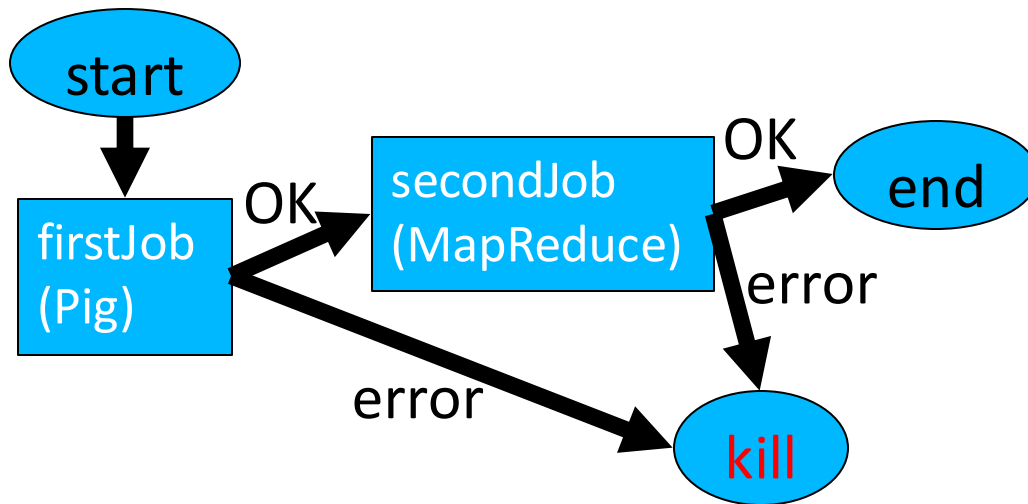 start
OK
secondJob
(MapReduce)
OK
end
firstJob
(Pig)
error
error
kill